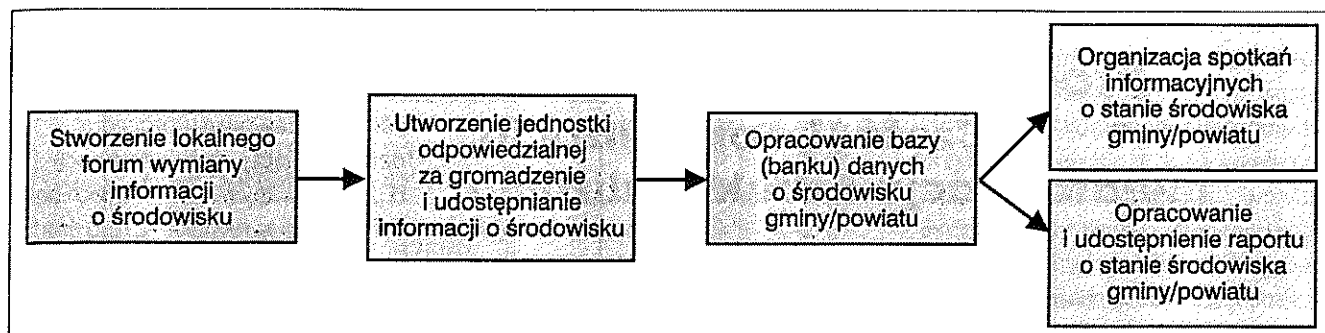 Stworzenie lokalnego
forum wymiany
informacji
o środowisku
Utworzenie jednostki
odpowiedzialnej
za gromadzenie
i udostępnianie
informacji o środowisku
Opracowanie bazy
(banku) danych
o środowisku
gminy/powiatu
Organizacja spotkań
informacyjnych
o stanie środowiska
gminy/powiatu
Opracowanie
i udostępnienie raportu
o stanie środowiska
gminy/powiatu